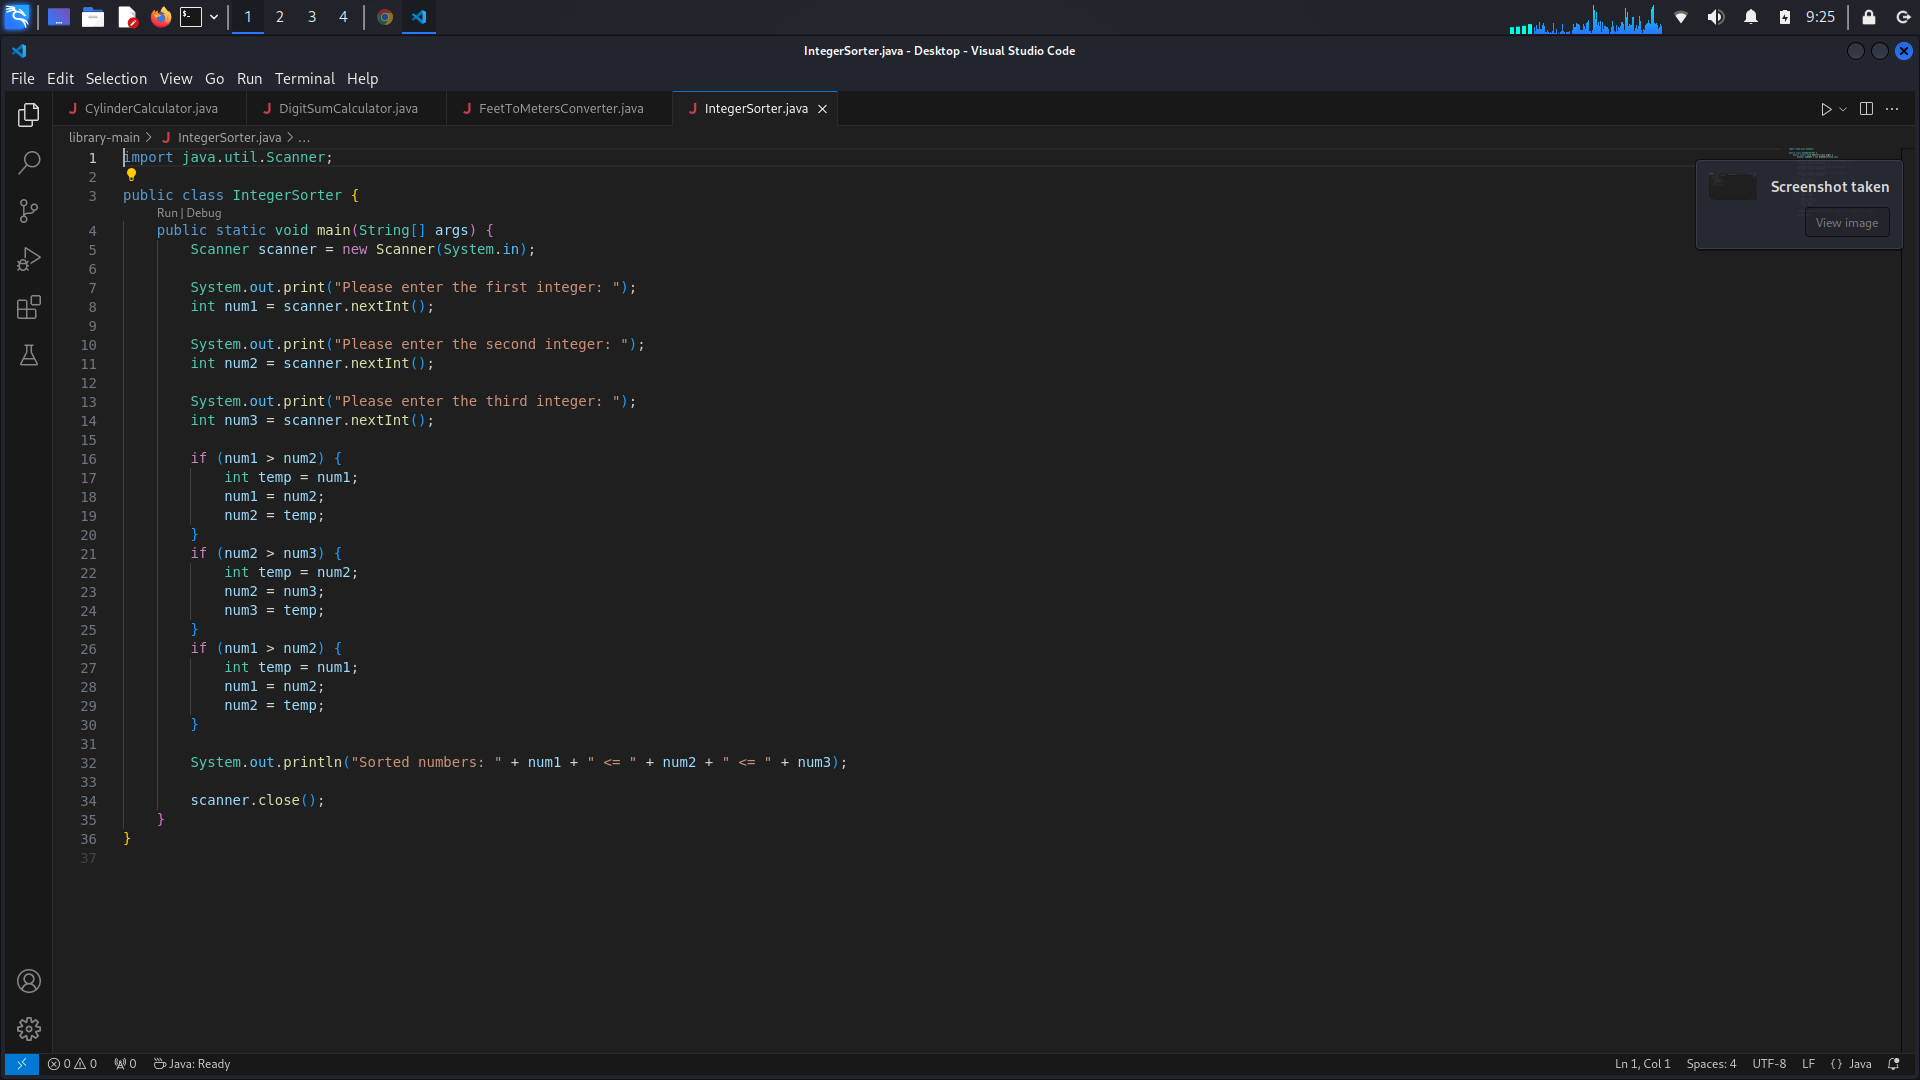 1 2 3 4 9:25
IntegerSorter.java - Desktop - Visual Studio Code
File Edit Selection View Go Run Terminal Help
CylinderCalculator.java DigitSumCalculator.java FeetToMetersConverter.java IntegerSorter.java
library-main > IntegerSorter.java > ...
1 import java.util.Scanner;
2
3 public class IntegerSorter {
Run | Debug
4 public static void main(String[] args) {
5 Scanner scanner = new Scanner(System.in);
6
7 System.out.print("Please enter the first integer: ");
8 int num1 = scanner.nextInt();
9
10 System.out.print("Please enter the second integer: ");
11 int num2 = scanner.nextInt();
12
13 System.out.print("Please enter the third integer: ");
14 int num3 = scanner.nextInt();
15
16 if (num1 > num2) {
17 int temp = num1;
18 num1 = num2;
19 num2 = temp;
20 }
21 if (num2 > num3) {
22 int temp = num2;
23 num2 = num3;
24 num3 = temp;
25 }
26 if (num1 > num2) {
27 int temp = num1;
28 num1 = num2;
29 num2 = temp;
30 }
31
32 System.out.println("Sorted numbers: " + num1 + " <= " + num2 + " <= " + num3);
33
34 scanner.close();
35 }
36 }
37
Screenshot taken
View image
0 0 0 Java: Ready Ln 1, Col 1 Spaces: 4 UTF-8 LF {} Java